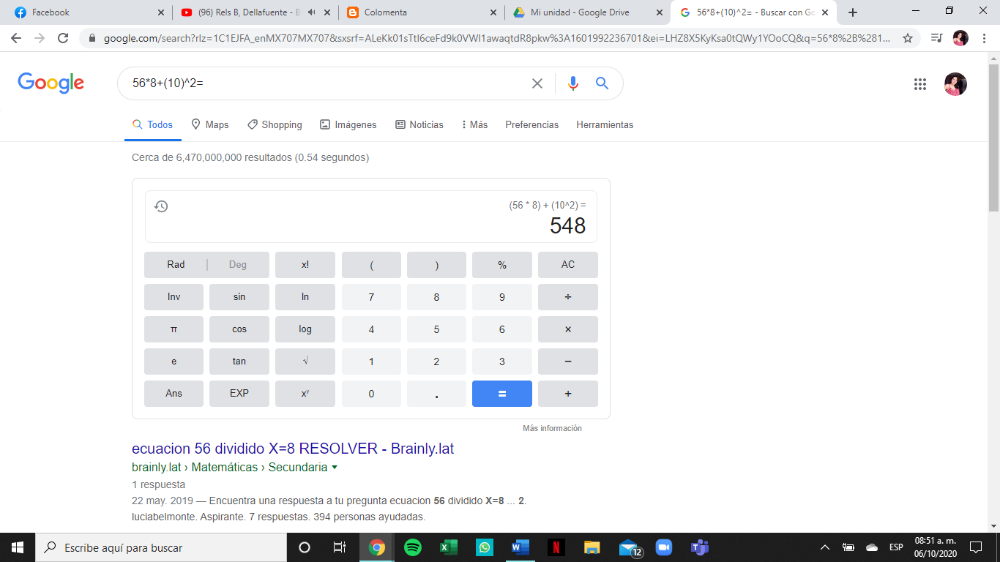 Facebook
(96) Rels B, Dellafuente - B
Colomenta
Mi unidad - Google Drive
56*8+(10)^2= - Buscar con Go
google.com/search?rlz=1C1EJFA_enMX707MX707&sxsrf=ALeKk01sTtI6ceFd9k0VWI1awaqtdR8pkw%3A1601992236701&ei=LHZ8X5KyKsa0tQWy1YOoCQ&q=56*8%2B%281...
Google
56*8+(10)^2=
Todos
Maps
Shopping
Imágenes
Noticias
Más
Preferencias
Herramientas
Cerca de 6,470,000,000 resultados (0.54 segundos)
(56 * 8) + (10^2) =
548
Rad | Deg x! ( ) % AC
Inv sin ln 7 8 9 ÷
π cos log 4 5 6 ×
e tan √ 1 2 3 −
Ans EXP xʸ 0 . = +
Más información
ecuacion 56 dividido X=8 RESOLVER - Brainly.lat
brainly.lat › Matemáticas › Secundaria
1 respuesta
22 may. 2019 — Encuentra una respuesta a tu pregunta ecuacion 56 dividido X=8 ... 2.
luciabelmonte. Aspirante. 7 respuestas. 394 personas ayudadas.
Escribe aquí para buscar
12
ESP
08:51 a. m.
06/10/2020